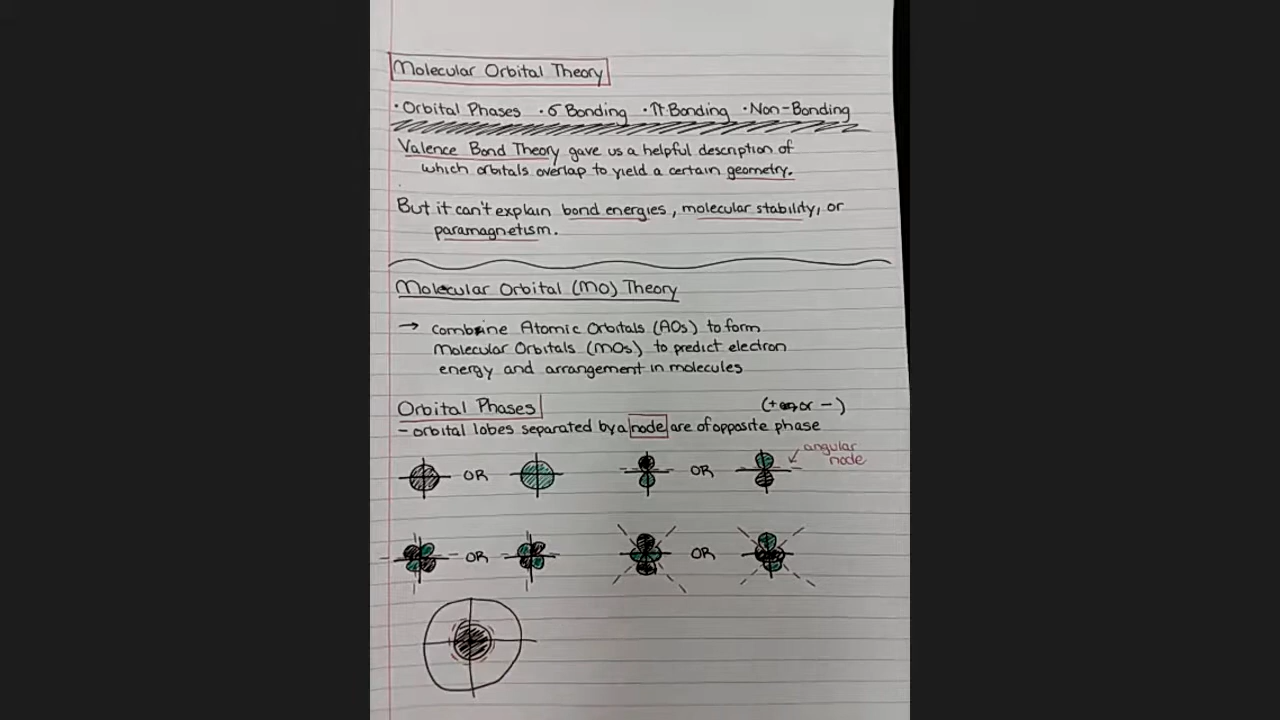 Molecular Orbital Theory
• Orbital Phases • σ Bonding • π Bonding • Non-Bonding
Valence Bond Theory gave us a helpful description of
which orbitals overlap to yield a certain geometry.
But it can't explain bond energies, molecular stability, or
paramagnetism.
Molecular Orbital (MO) Theory
→ combine Atomic Orbitals (AOs) to form
Molecular Orbitals (MOs) to predict electron
energy and arrangement in molecules
Orbital Phases (+ or -)
- orbital lobes separated by a node are of opposite phase
OR OR angular
node
OR OR